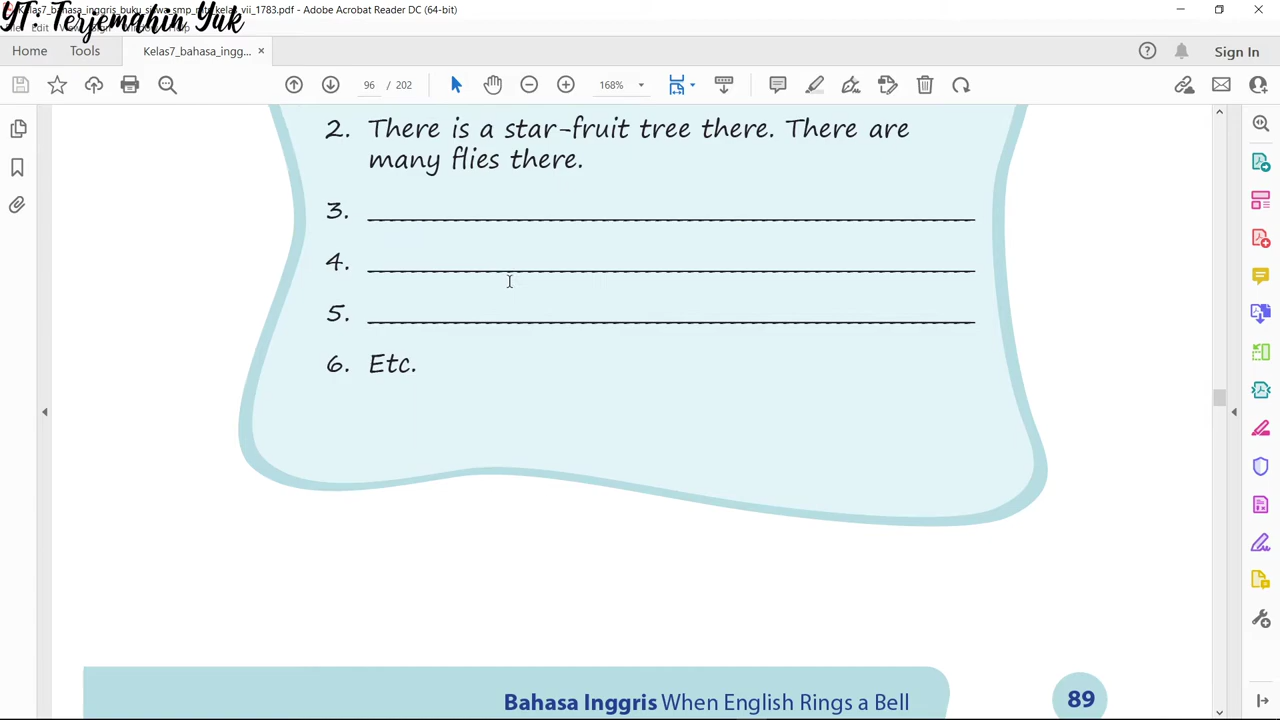 YT: Terjemahin Yuk
Kelas7_bahasa_inggris_buku_siswa_smp_mts_kelas_vii_1783.pdf - Adobe Acrobat Reader DC (64-bit)
Home Tools Kelas7_bahasa_ingg... × Sign In
96 / 202 168%
2. There is a star-fruit tree there. There are
many flies there.
3.
4.
5.
6. Etc.
Bahasa Inggris When English Rings a Bell 89